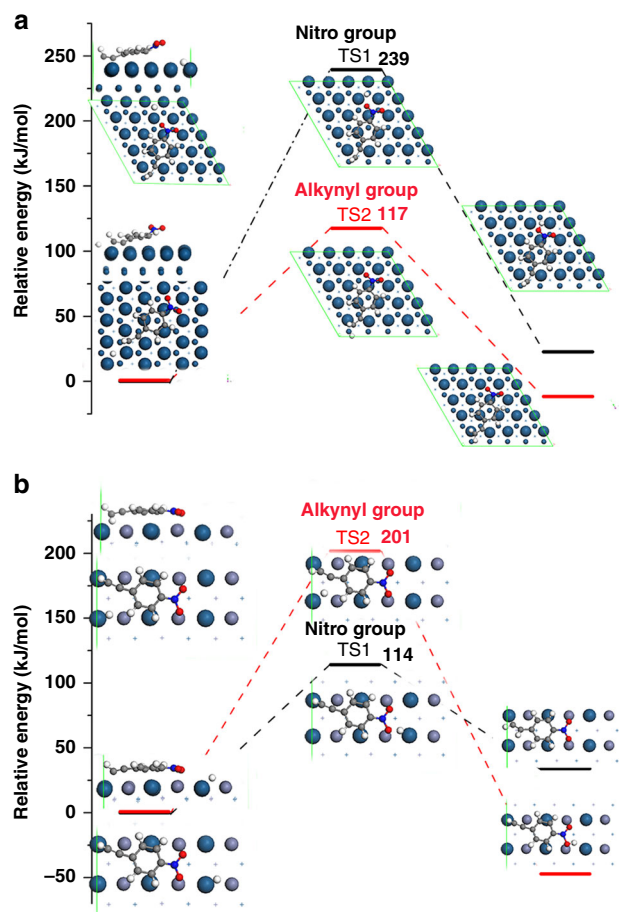 a
Nitro group
TS1 239
Alkynyl group
TS2 117
Relative energy (kJ/mol)
250
200
150
100
50
0
b
Alkynyl group
TS2 201
Nitro group
TS1 114
Relative energy (kJ/mol)
200
150
100
50
0
−50